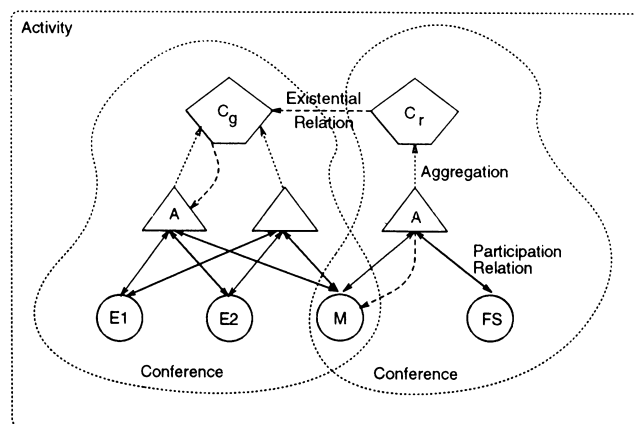 Activity
Existential
Relation
Cg
Cr
Aggregation
A
A
Participation
Relation
E1
E2
M
FS
Conference
Conference